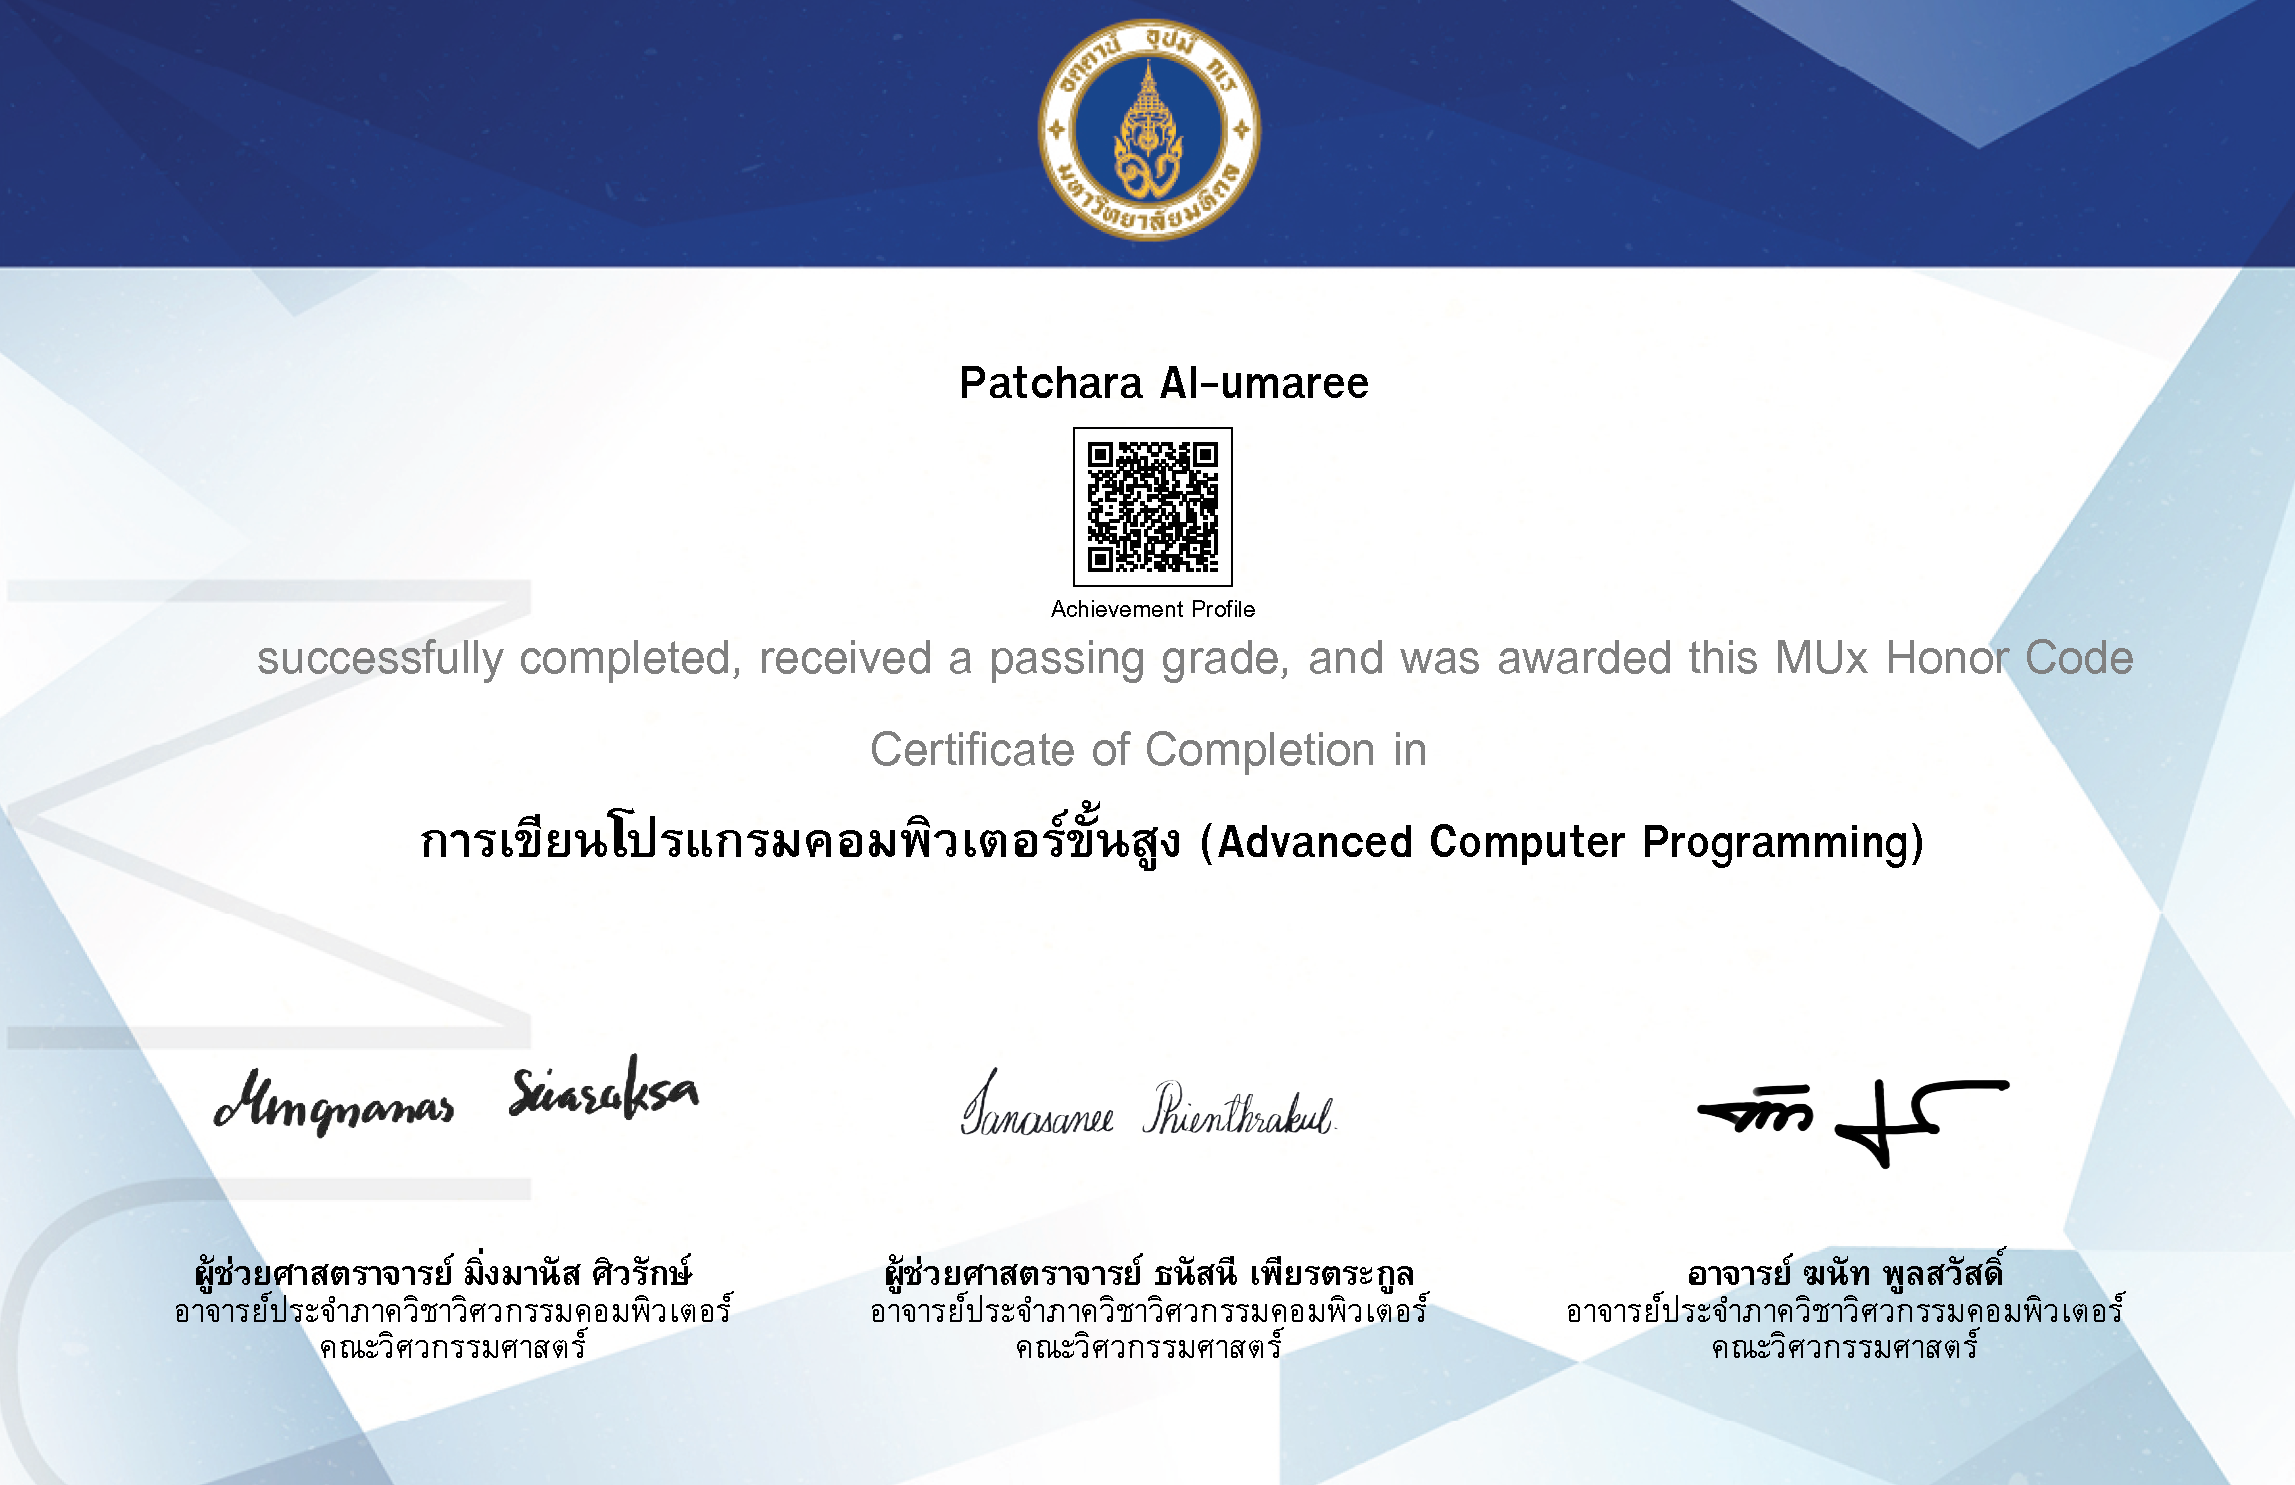 อตฺตานํ อุปมํ กเร
มหาวิทยาลัยมหิดล
Patchara Al-umaree
Achievement Profile
successfully completed, received a passing grade, and was awarded this MUx Honor Code
Certificate of Completion in
การเขียนโปรแกรมคอมพิวเตอร์ขั้นสูง (Advanced Computer Programming)
Mingmanas Sivaraksa
Tanasanee Phienthrakul
ผู้ช่วยศาสตราจารย์ มิ่งมานัส ศิวรักษ์
อาจารย์ประจำภาควิชาวิศวกรรมคอมพิวเตอร์
คณะวิศวกรรมศาสตร์
ผู้ช่วยศาสตราจารย์ ธนัสนี เพียรตระกูล
อาจารย์ประจำภาควิชาวิศวกรรมคอมพิวเตอร์
คณะวิศวกรรมศาสตร์
อาจารย์ ฆนัท พูลสวัสดิ์
อาจารย์ประจำภาควิชาวิศวกรรมคอมพิวเตอร์
คณะวิศวกรรมศาสตร์